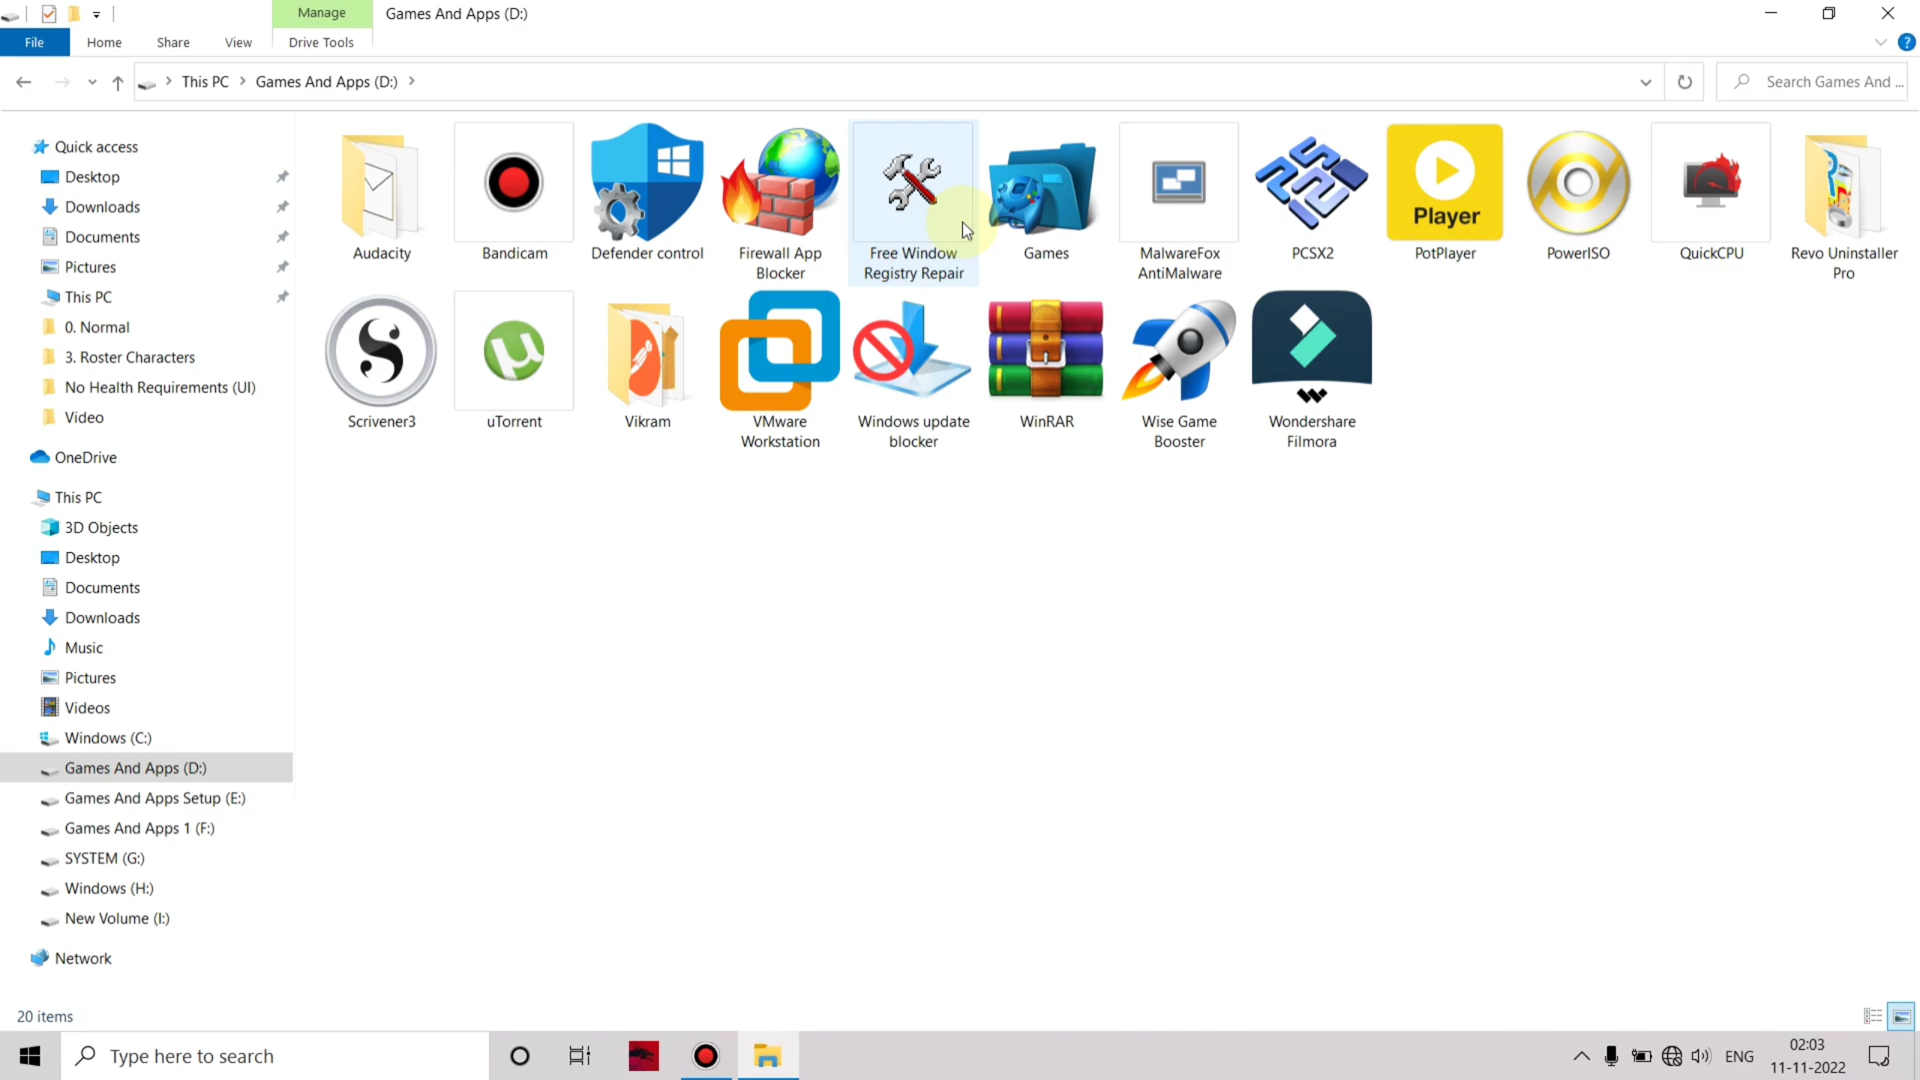 Manage
Games And Apps (D:)
File
Home
Share
View
Drive Tools
This PC
Games And Apps (D:)
Search Games And ...
Quick access
Desktop
Downloads
Documents
Pictures
This PC
0. Normal
3. Roster Characters
No Health Requirements (UI)
Video
OneDrive
This PC
3D Objects
Desktop
Documents
Downloads
Music
Pictures
Videos
Windows (C:)
Games And Apps (D:)
Games And Apps Setup (E:)
Games And Apps 1 (F:)
SYSTEM (G:)
Windows (H:)
New Volume (I:)
Network
Player
Audacity
Bandicam
Defender control
Firewall App
Blocker
Free Window
Registry Repair
Games
MalwareFox
AntiMalware
PCSX2
PotPlayer
PowerISO
QuickCPU
Revo Uninstaller
Pro
Scrivener3
uTorrent
Vikram
VMware
Workstation
Windows update
blocker
WinRAR
Wise Game
Booster
Wondershare
Filmora
20 items
Type here to search
ENG
02:03
11-11-2022